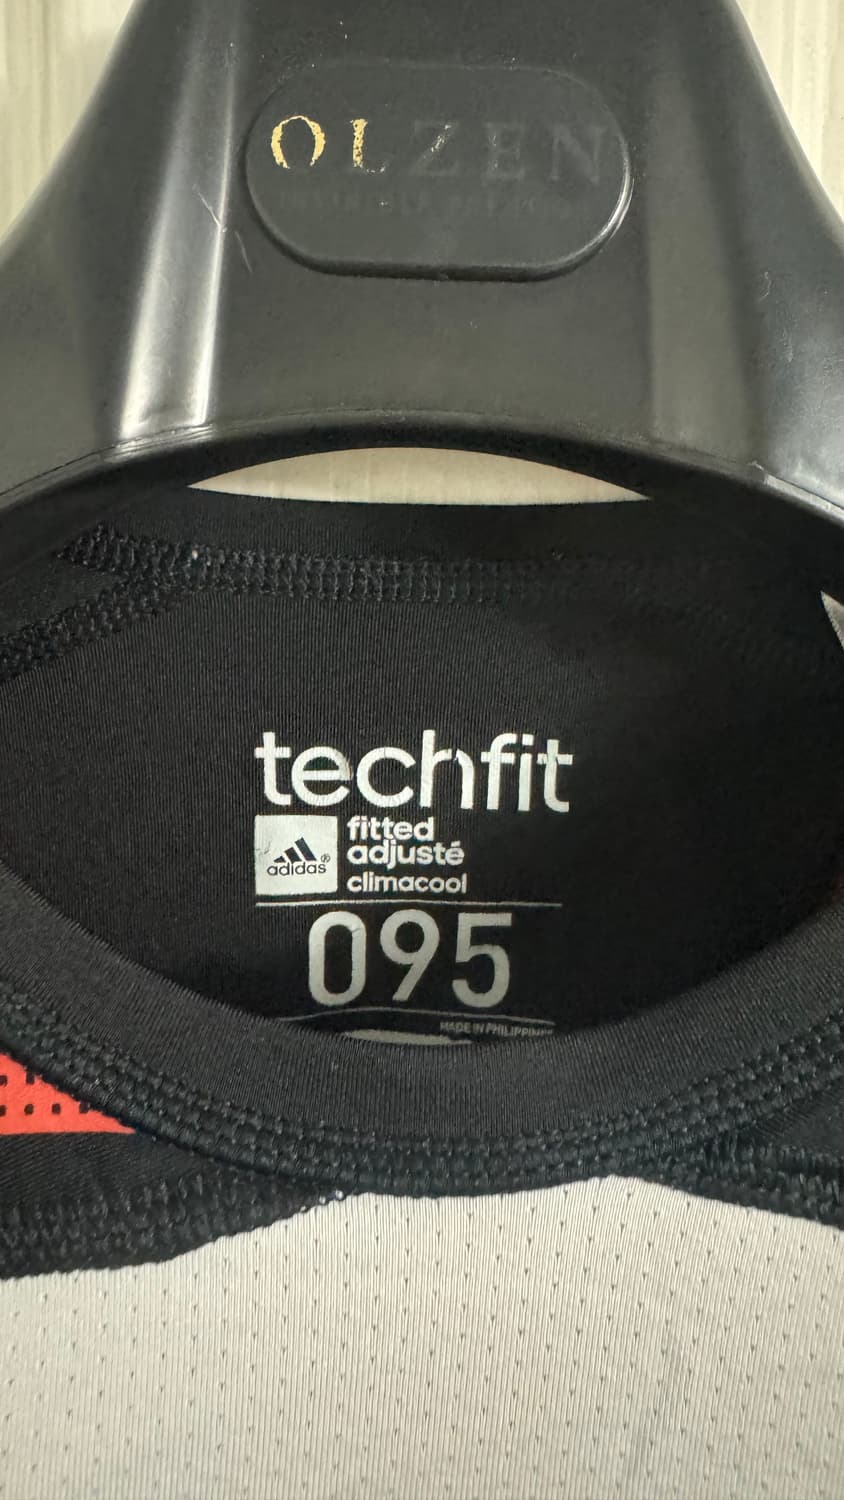 OLZEN
techfit
fitted
adidas®
adjusté
climacool
095
MADE IN PHILIPPINES